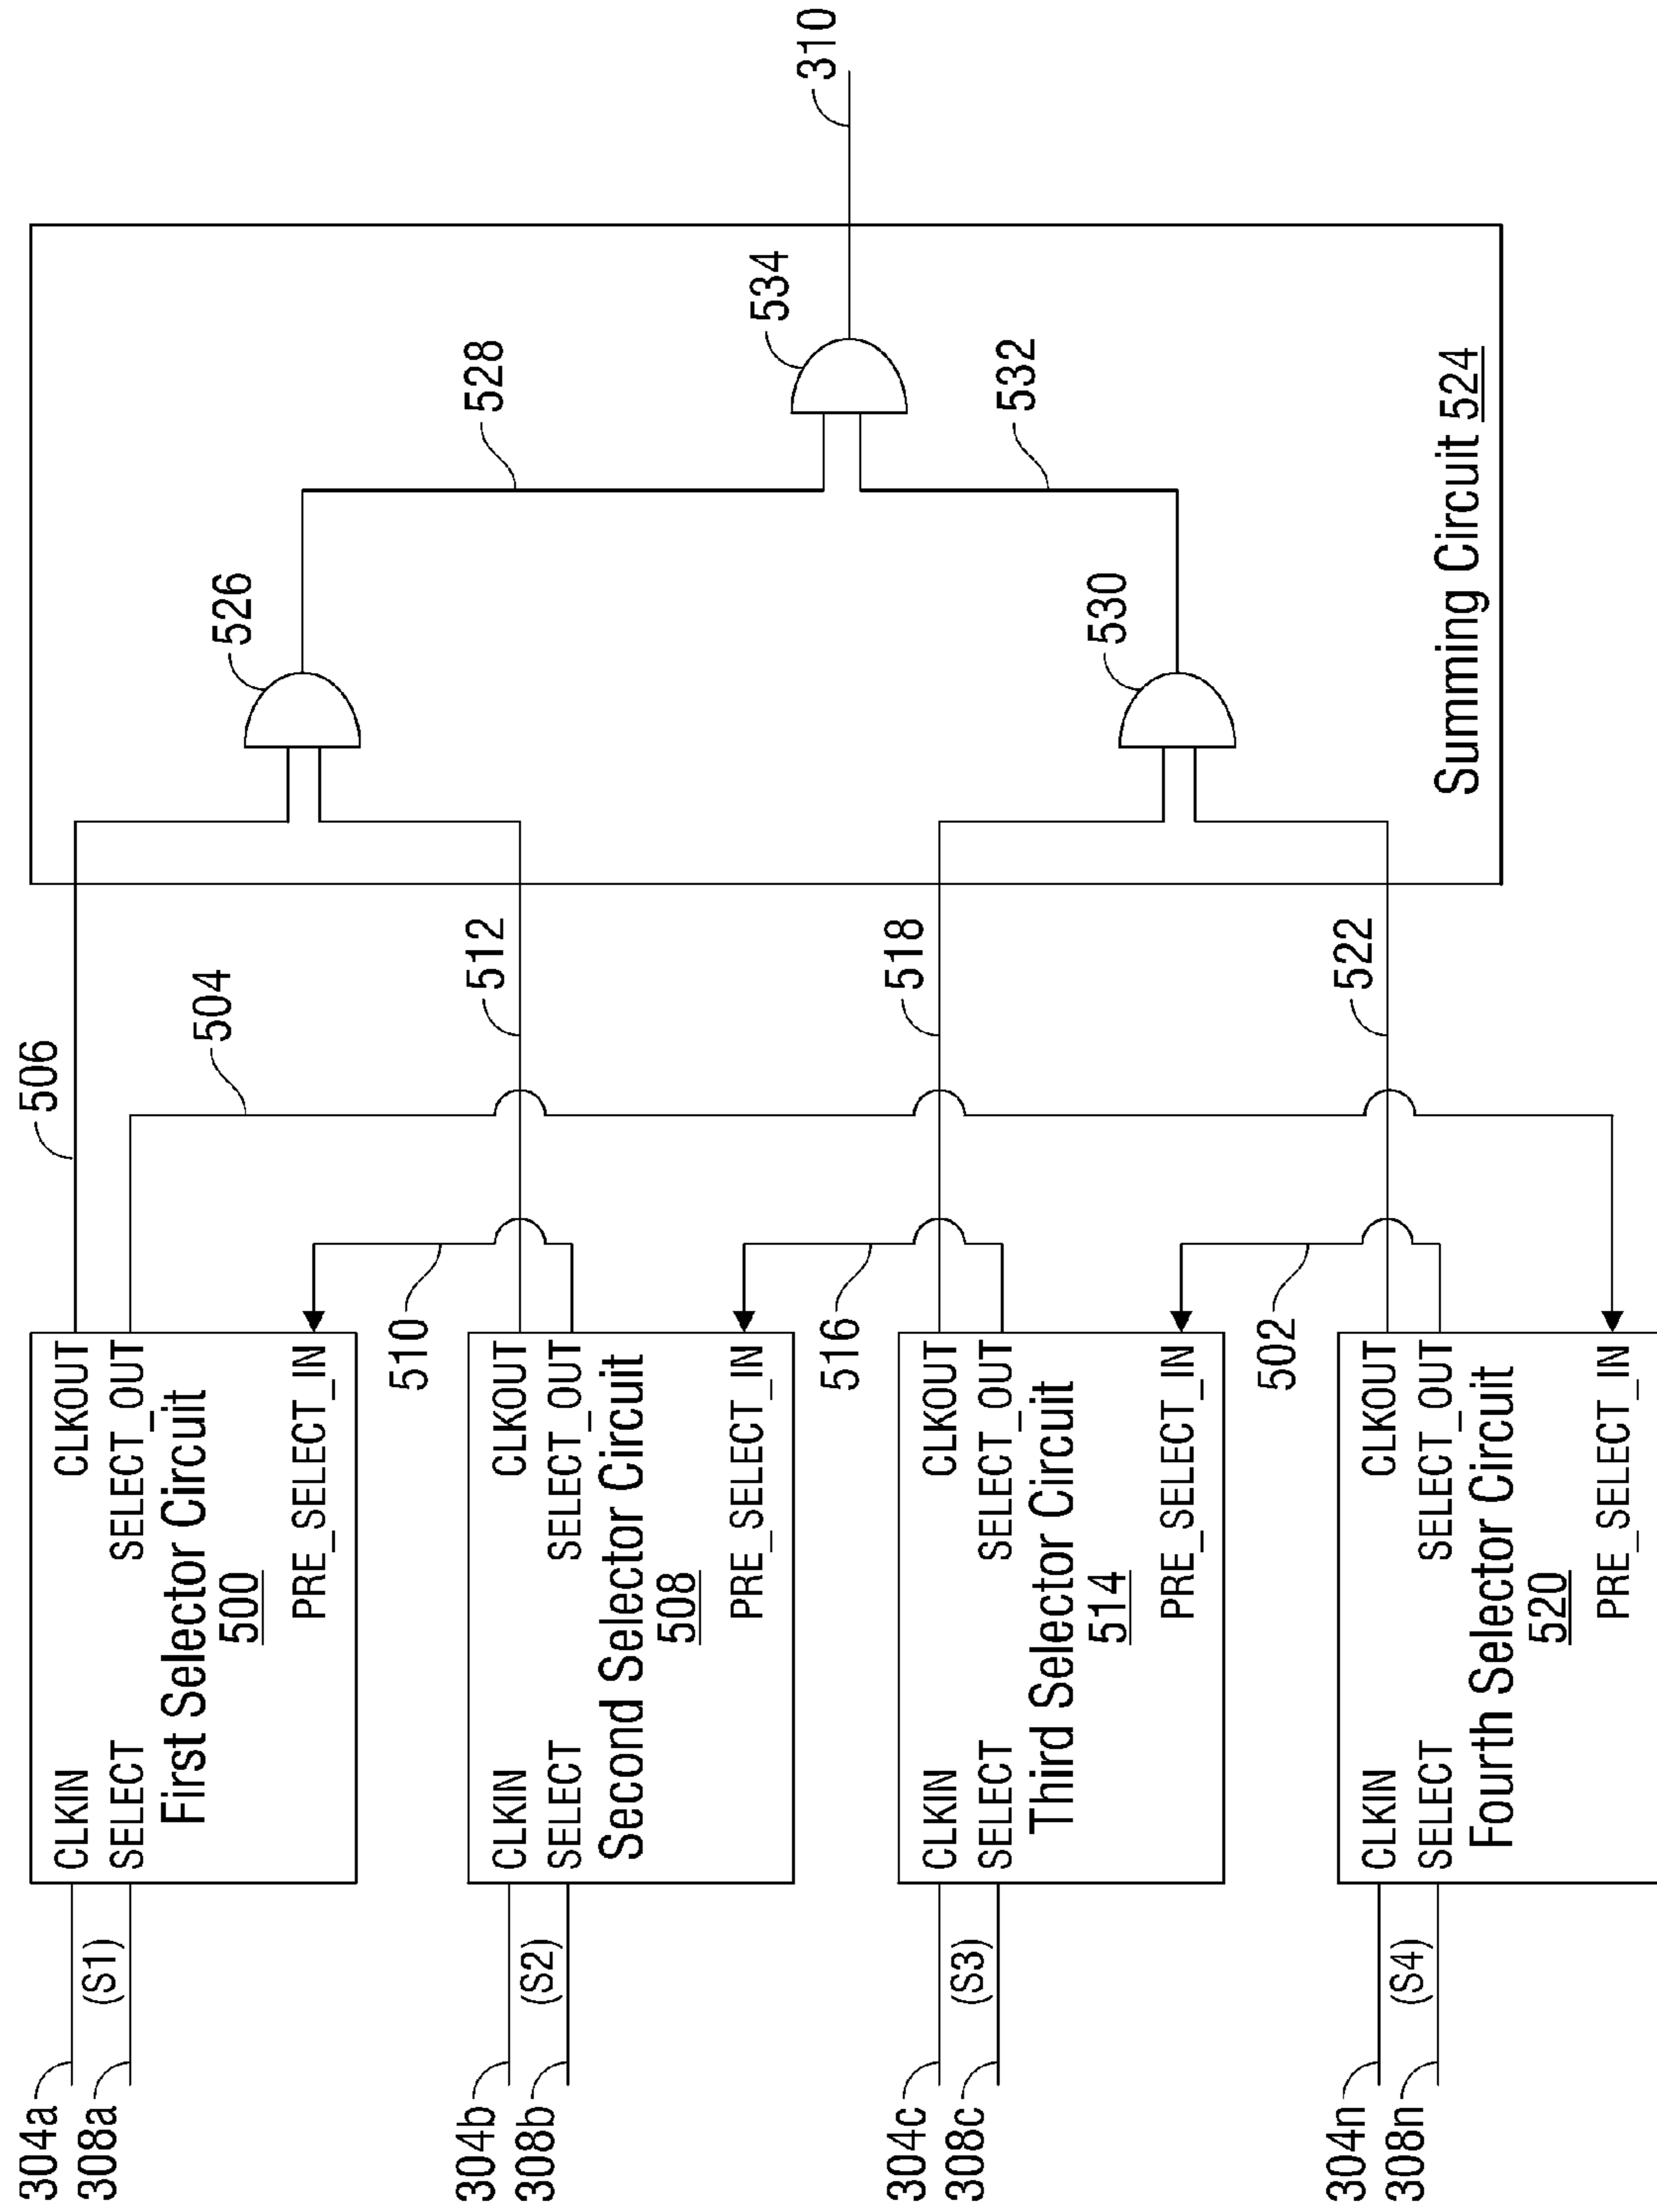 304a
308a
(S1)
CLKIN
SELECT
First Selector Circuit
500
CLKOUT
SELECT_OUT
PRE_SELECT_IN
506
504
510
304b
308b
(S2)
CLKIN
SELECT
Second Selector Circuit
508
CLKOUT
SELECT_OUT
PRE_SELECT_IN
512
516
304c
308c
(S3)
CLKIN
SELECT
Third Selector Circuit
514
CLKOUT
SELECT_OUT
PRE_SELECT_IN
518
502
304n
308n
(S4)
CLKIN
SELECT
Fourth Selector Circuit
520
CLKOUT
SELECT_OUT
PRE_SELECT_IN
522
526
528
530
532
534
310
Summing Circuit 524